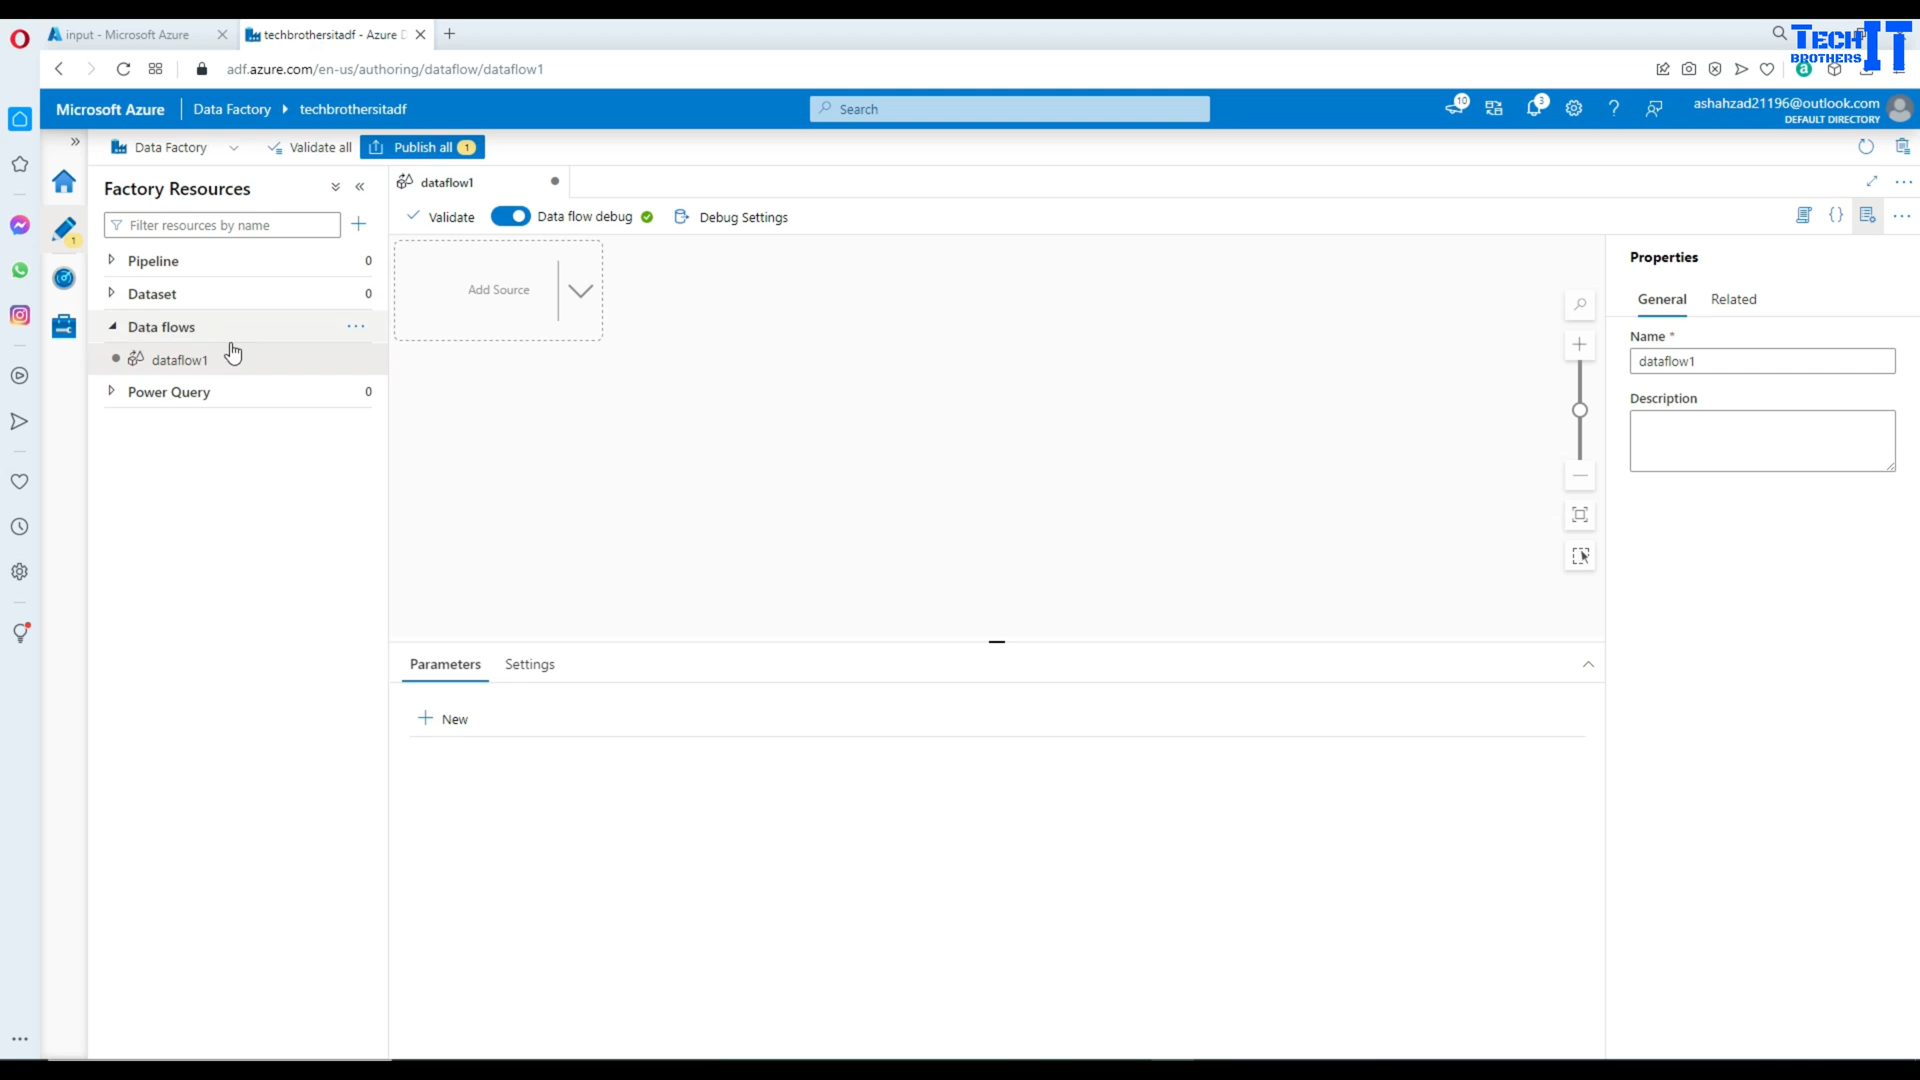 input - Microsoft Azure
techbrothersitadf - Azure D
TECH IT
BROTHERS
adf.azure.com/en-us/authoring/dataflow/dataflow1
a
Microsoft Azure
Data Factory
techbrothersitadf
Search
10
3
?
ashahzad21196@outlook.com
DEFAULT DIRECTORY
Data Factory
Validate all
Publish all 1
Factory Resources
dataflow1
Filter resources by name
Validate
Data flow debug
Debug Settings
1
Pipeline 0
Dataset 0
Data flows
dataflow1
Power Query 0
Add Source
Properties
General
Related
Name *
dataflow1
Description
Parameters
Settings
New